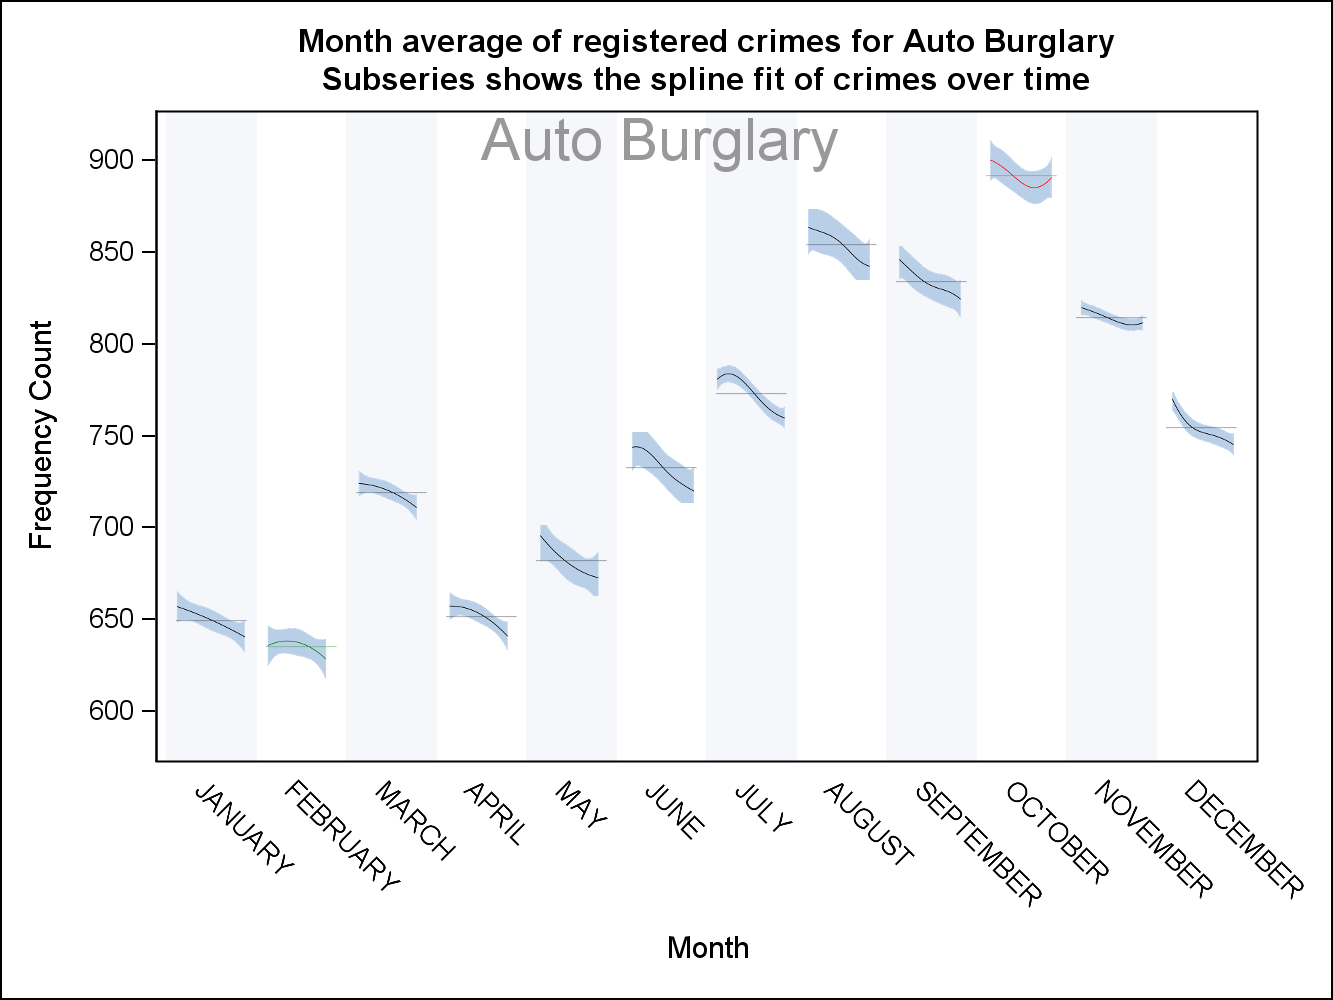 Month average of registered crimes for Auto Burglary
Subseries shows the spline fit of crimes over time
Auto Burglary
900
850
800
750
700
650
600
Frequency Count
JANUARY
FEBRUARY
MARCH
APRIL
MAY
JUNE
JULY
AUGUST
SEPTEMBER
OCTOBER
NOVEMBER
DECEMBER
Month